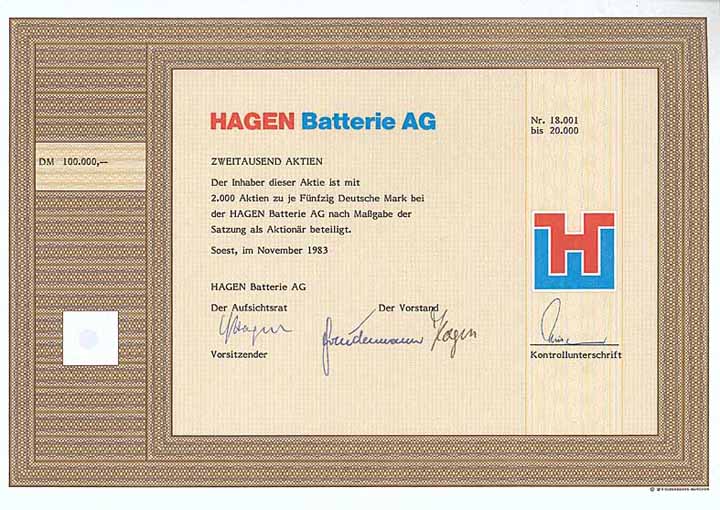 HAGEN Batterie AG
Nr. 18.001
bis 20.000
DM 100.000,—
ZWEITAUSEND AKTIEN
Der Inhaber dieser Aktie ist mit
2.000 Aktien zu je Fünfzig Deutsche Mark bei
der HAGEN Batterie AG nach Maßgabe der
Satzung als Aktionär beteiligt.
Soest, im November 1983
HAGEN Batterie AG
Der Aufsichtsrat Der Vorstand
Vorsitzender
Kontrollunterschrift
H